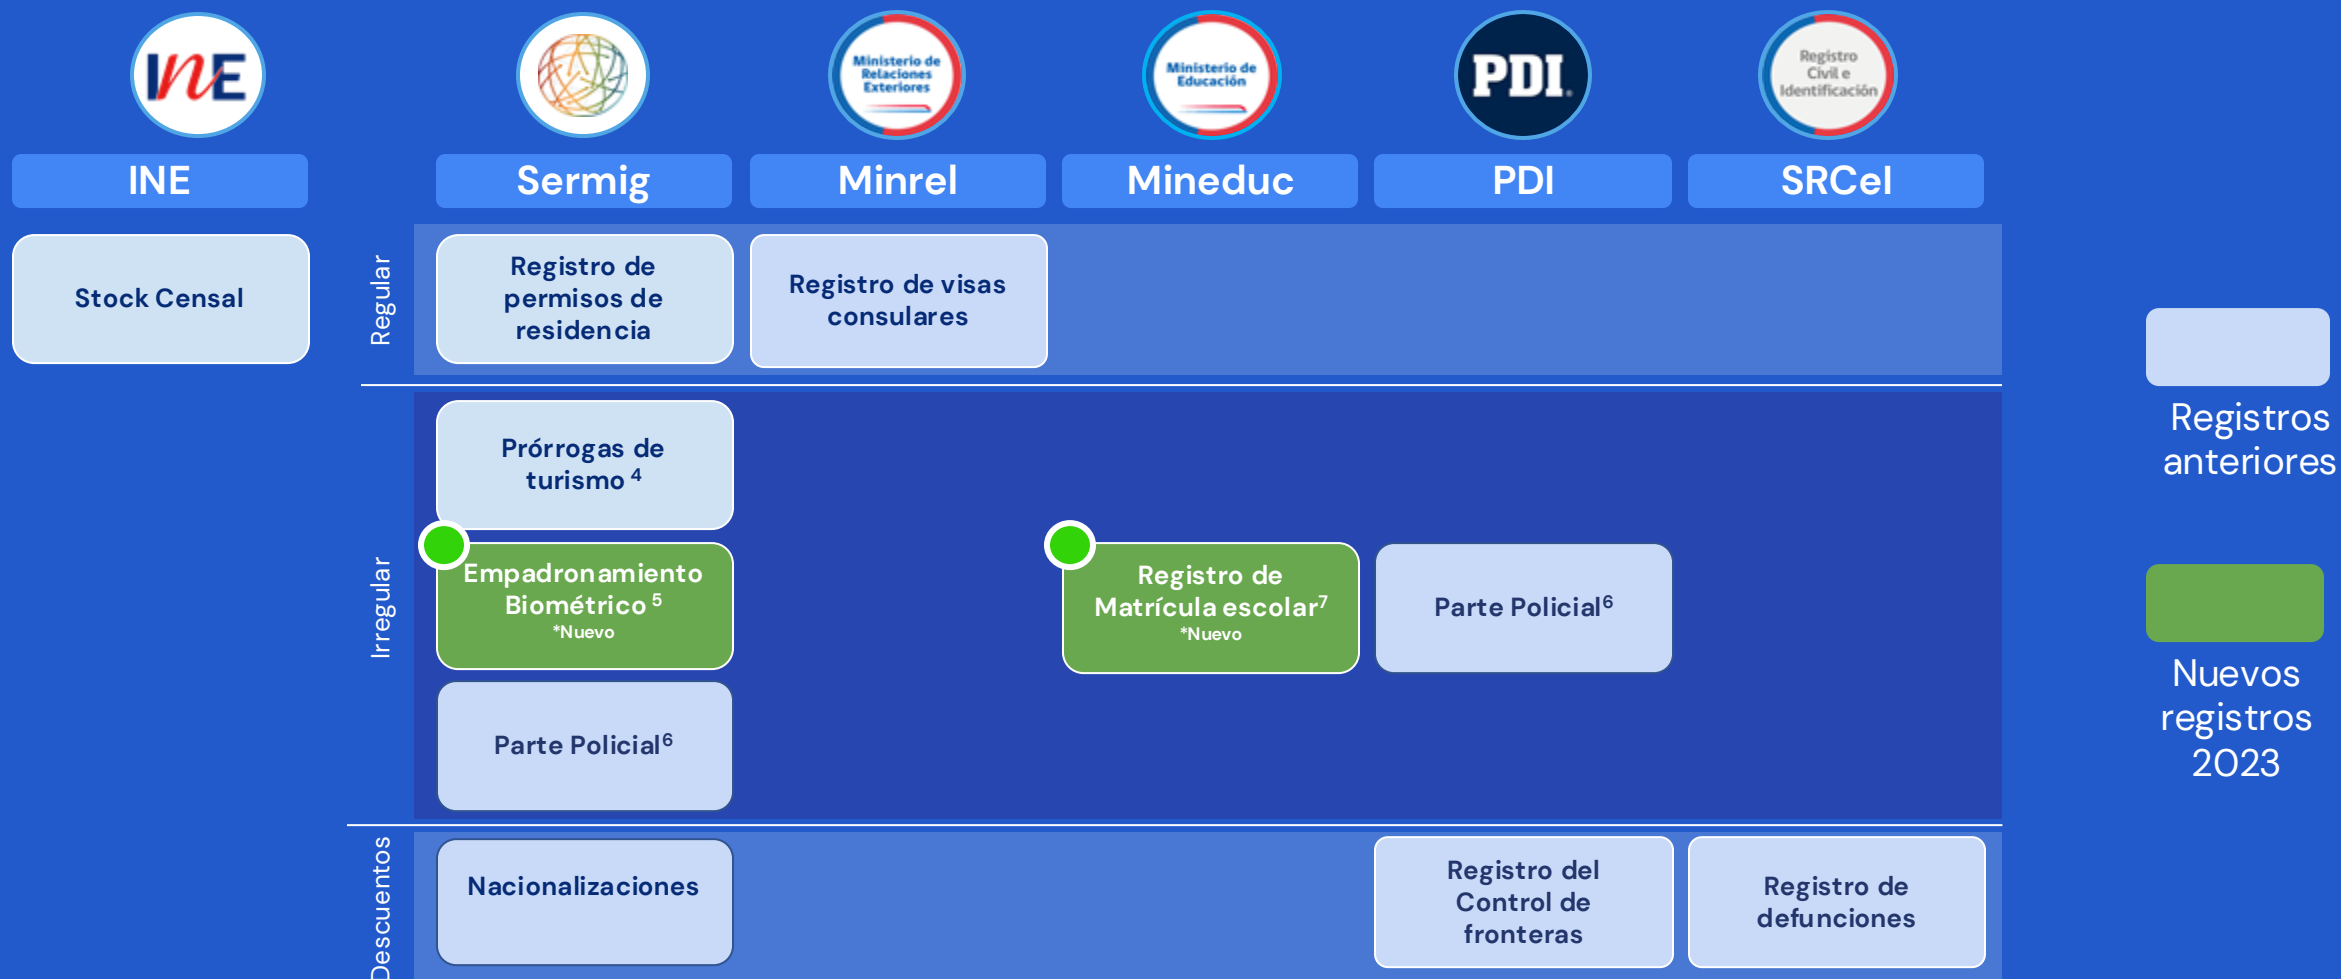 INE
Ministerio de
Relaciones
Exteriores
Ministerio de
Educación
PDI.
Registro
Civil e
Identificación
INE
Sermig
Minrel
Mineduc
PDI
SRCeI
Regular
Stock Censal
Registro de
permisos de
residencia
Registro de visas
consulares
Registros
anteriores
Irregular
Prórrogas de
turismo 4
Empadronamiento
Biométrico 5
*Nuevo
Registro de
Matrícula escolar7
*Nuevo
Parte Policial6
Parte Policial6
Nuevos
registros
2023
Descuentos
Nacionalizaciones
Registro del
Control de
fronteras
Registro de
defunciones